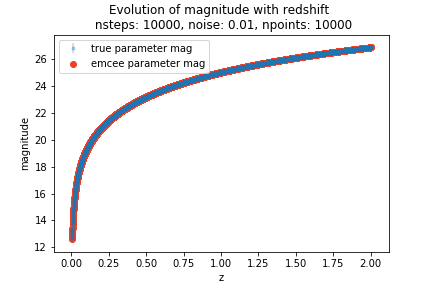 Evolution of magnitude with redshift
nsteps: 10000, noise: 0.01, npoints: 10000
true parameter mag
emcee parameter mag
magnitude
26
24
22
20
18
16
14
12
0.00 0.25 0.50 0.75 1.00 1.25 1.50 1.75 2.00
z